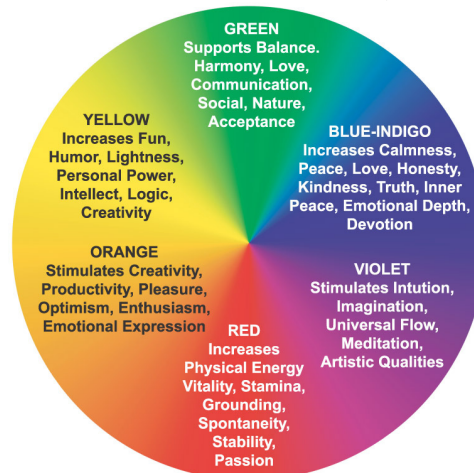 GREEN
Supports Balance.
Harmony, Love,
Communication,
Social, Nature,
Acceptance
BLUE-INDIGO
Increases Calmness,
Peace, Love, Honesty,
Kindness, Truth, Inner
Peace, Emotional Depth,
Devotion
VIOLET
Stimulates Intution,
Imagination,
Universal Flow,
Meditation,
Artistic Qualities
RED
Increases
Physical Energy
Vitality, Stamina,
Grounding,
Spontaneity,
Stability,
Passion
ORANGE
Stimulates Creativity,
Productivity, Pleasure,
Optimism, Enthusiasm,
Emotional Expression
YELLOW
Increases Fun,
Humor, Lightness,
Personal Power,
Intellect, Logic,
Creativity